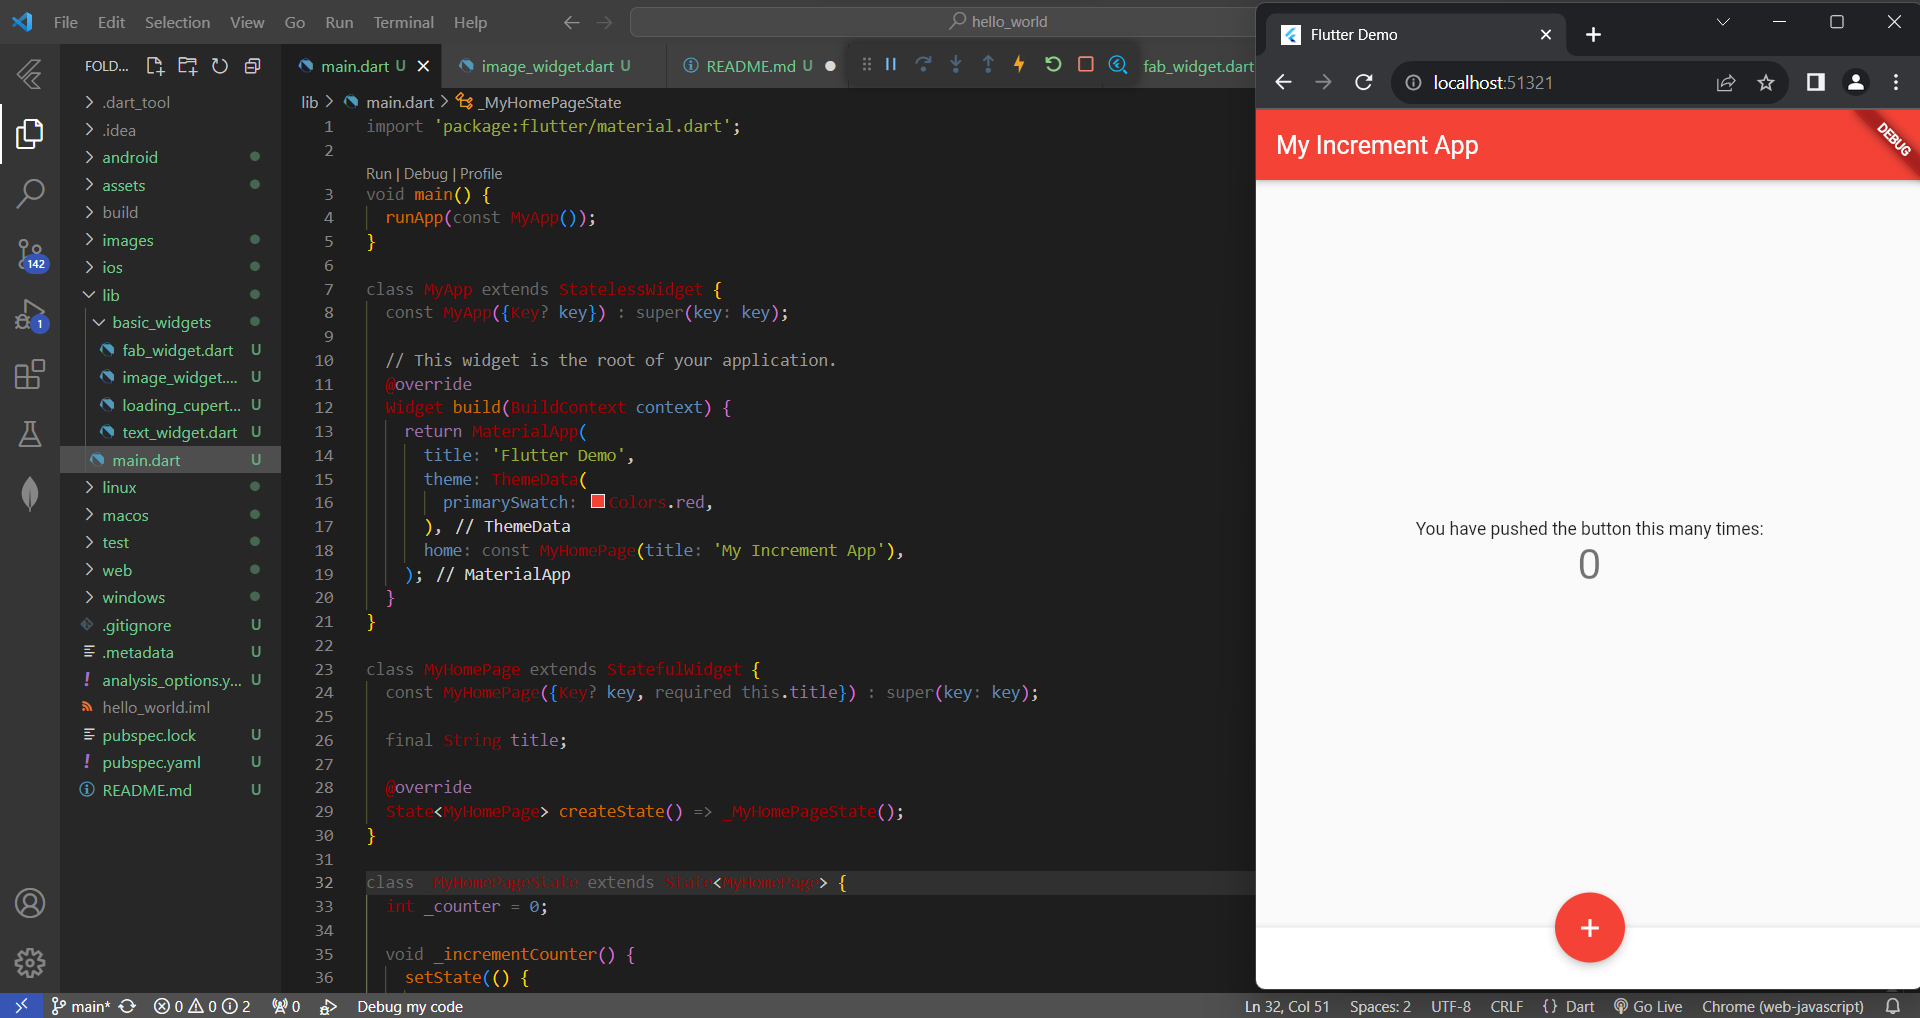 File Edit Selection View Go Run Terminal Help
hello_world
FOLD...
main.dart U
image_widget.dart U
README.md U
fab_widget.dart
lib > main.dart > _MyHomePageState
.dart_tool
.idea
android
assets
build
images
142
ios
lib
1
basic_widgets
fab_widget.dart U
image_widget.... U
loading_cupert... U
text_widget.dart U
main.dart U
linux
macos
test
web
windows
.gitignore U
.metadata U
analysis_options.y... U
hello_world.iml
pubspec.lock U
pubspec.yaml U
README.md U
1 import 'package:flutter/material.dart';
2
Run | Debug | Profile
3 void main() {
4 runApp(const MyApp());
5 }
6
7 class MyApp extends StatelessWidget {
8 const MyApp({Key? key}) : super(key: key);
9
10 // This widget is the root of your application.
11 @override
12 Widget build(BuildContext context) {
13 return MaterialApp(
14 title: 'Flutter Demo',
15 theme: ThemeData(
16 primarySwatch: Colors.red,
17 ), // ThemeData
18 home: const MyHomePage(title: 'My Increment App'),
19 ); // MaterialApp
20 }
21 }
22
23 class MyHomePage extends StatefulWidget {
24 const MyHomePage({Key? key, required this.title}) : super(key: key);
25
26 final String title;
27
28 @override
29 State<MyHomePage> createState() => _MyHomePageState();
30 }
31
32 class _MyHomePageState extends State<MyHomePage> {
33 int _counter = 0;
34
35 void _incrementCounter() {
36 setState(() {
Flutter Demo
localhost:51321
My Increment App
DEBUG
You have pushed the button this many times:
0
main* 0 0 2 0 Debug my code
Ln 32, Col 51 Spaces: 2 UTF-8 CRLF {} Dart Go Live Chrome (web-javascript)